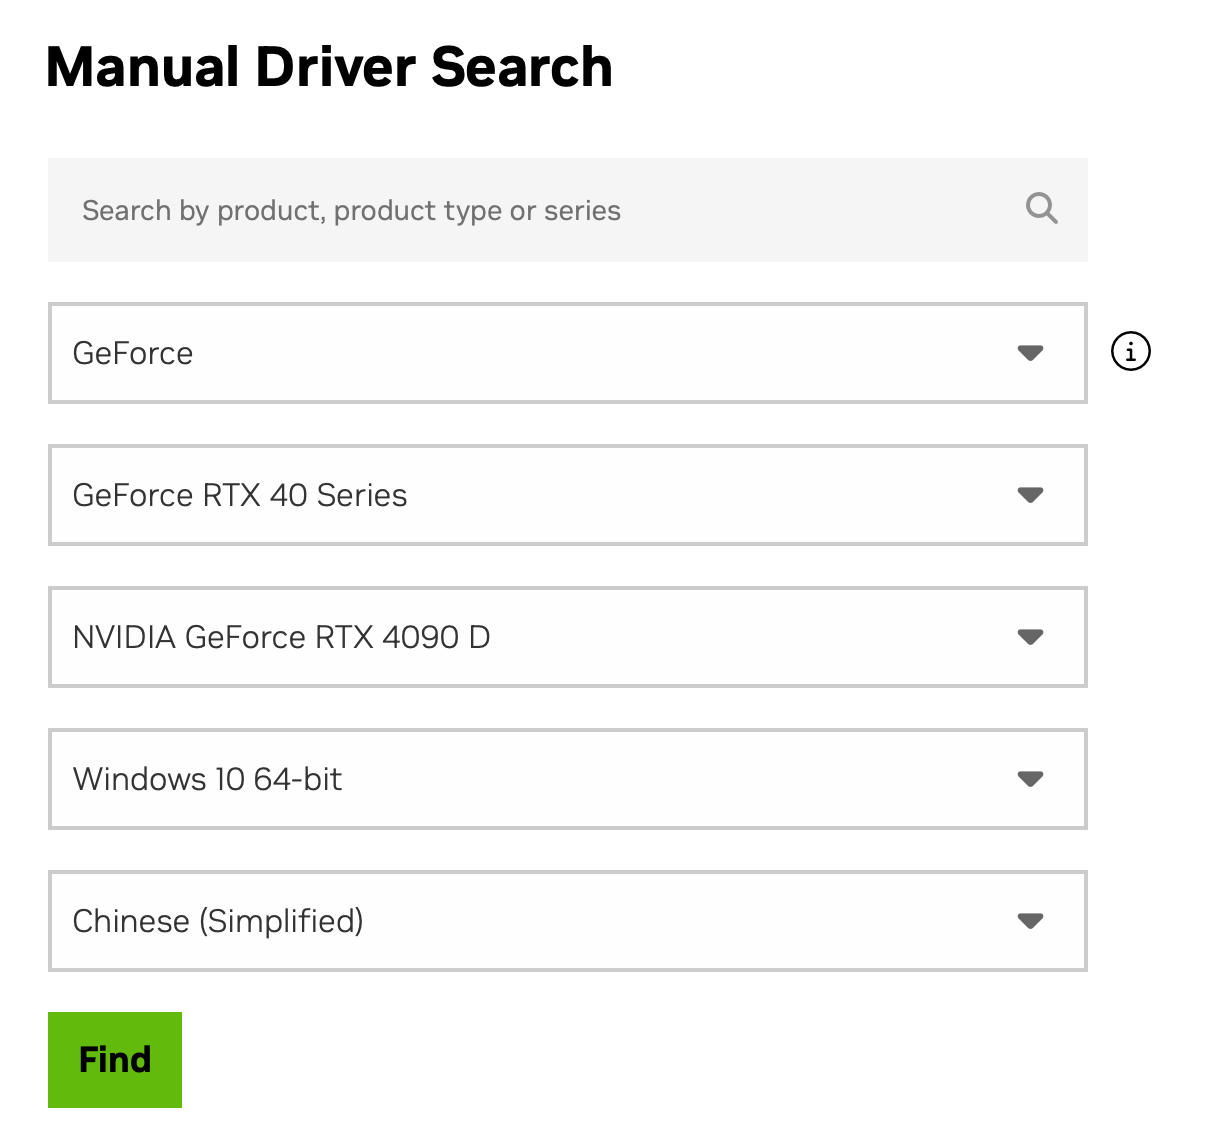 Manual Driver Search
Search by product, product type or series
GeForce
GeForce RTX 40 Series
NVIDIA GeForce RTX 4090 D
Windows 10 64-bit
Chinese (Simplified)
Find